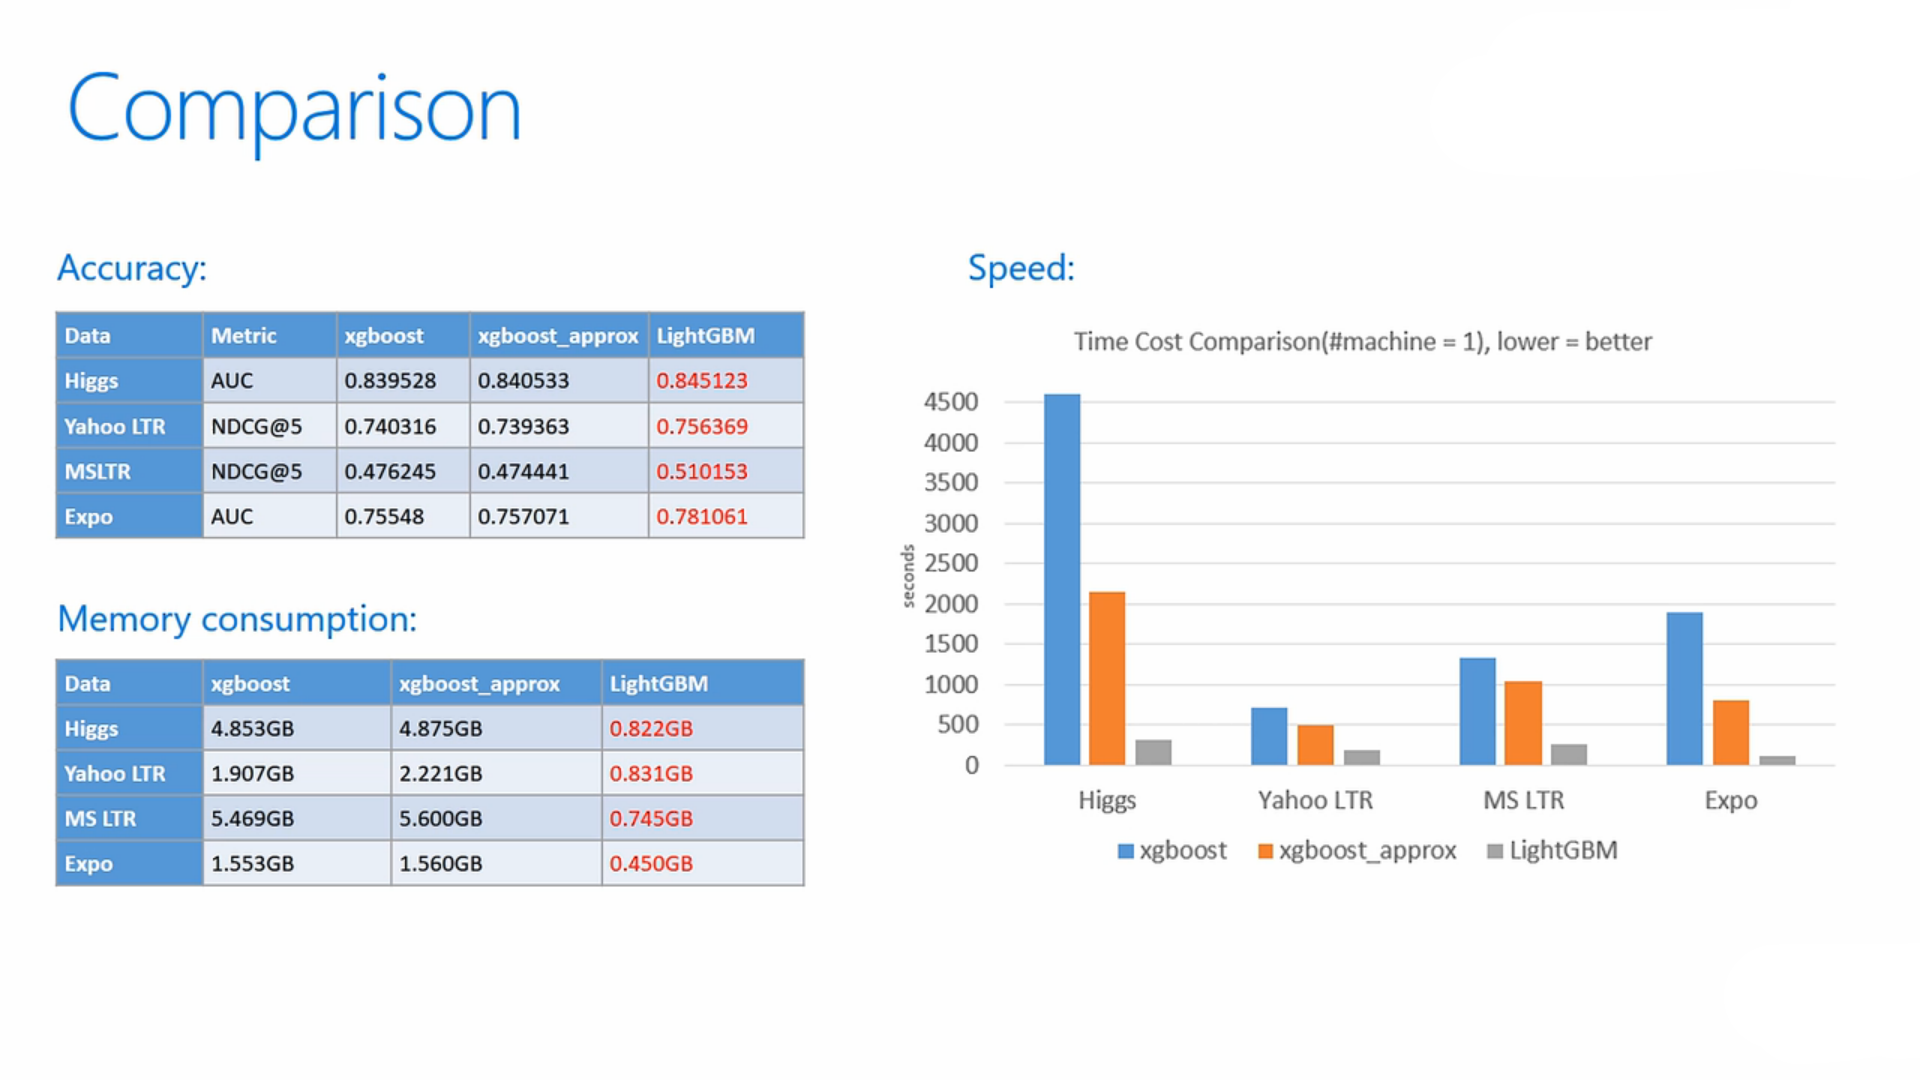 Comparison
Accuracy:
Data Metric xgboost xgboost_approx LightGBM
Higgs AUC 0.839528 0.840533 0.845123
Yahoo LTR NDCG@5 0.740316 0.739363 0.756369
MSLTR NDCG@5 0.476245 0.474441 0.510153
Expo AUC 0.75548 0.757071 0.781061
Memory consumption:
Data xgboost xgboost_approx LightGBM
Higgs 4.853GB 4.875GB 0.822GB
Yahoo LTR 1.907GB 2.221GB 0.831GB
MS LTR 5.469GB 5.600GB 0.745GB
Expo 1.553GB 1.560GB 0.450GB
Speed:
Time Cost Comparison(#machine = 1), lower = better
seconds
4500
4000
3500
3000
2500
2000
1500
1000
500
0
Higgs Yahoo LTR MS LTR Expo
xgboost xgboost_approx LightGBM